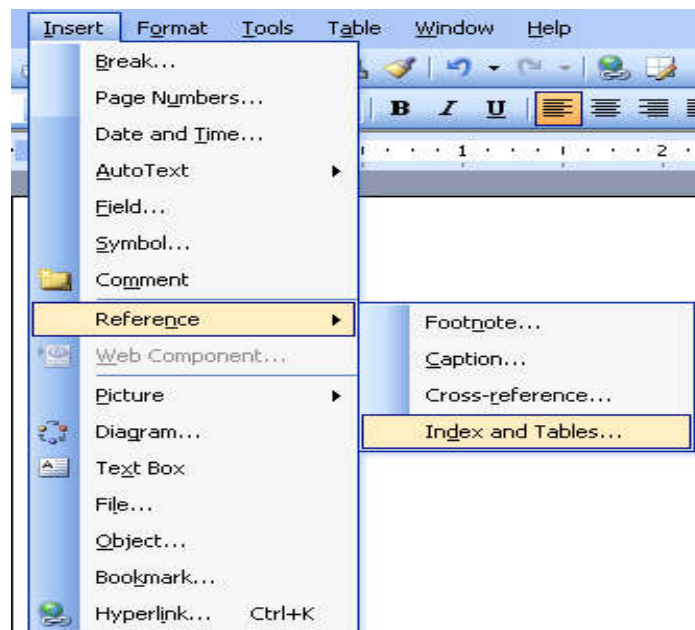 Insert Format Tools Table Window Help
Break...
B I U
Page Numbers...
Date and Time...
1 2
AutoText
Field...
Symbol...
Comment
Reference
Footnote...
Web Component...
Caption...
Picture
Cross-reference...
Diagram...
Index and Tables...
Text Box
File...
Object...
Bookmark...
Hyperlink... Ctrl+K